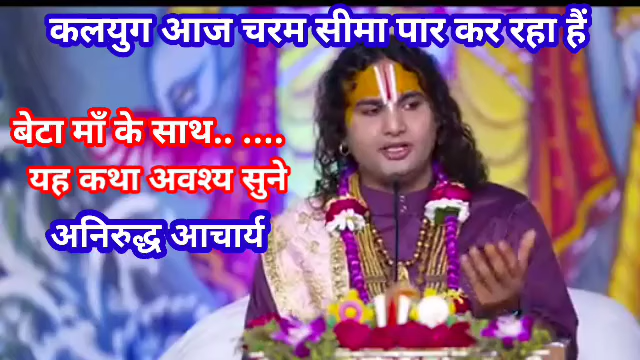 कलयुग आज चरम सीमा पार कर रहा हैं
बेटा माँ के साथ.. ....
यह कथा अवश्य सुने
अनिरुद्ध आचार्य